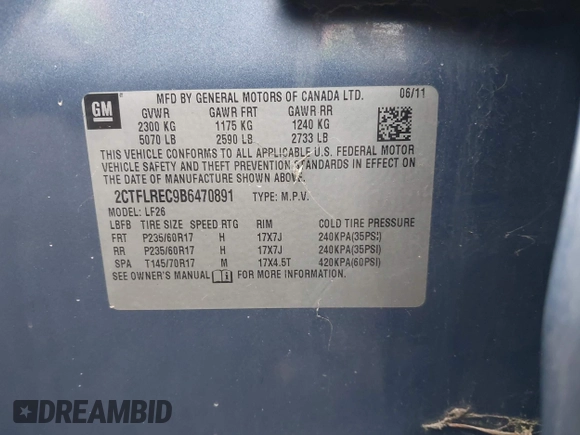 MFD BY GENERAL MOTORS OF CANADA LTD. 06/11
GM
GVWR GAWR FRT GAWR RR
2300 KG 1175 KG 1240 KG
5070 LB 2590 LB 2733 LB
THIS VEHICLE CONFORMS TO ALL APPLICABLE U.S. FEDERAL MOTOR
VEHICLE SAFETY AND THEFT PREVENTION STANDARDS IN EFFECT ON
THE DATE OF MANUFACTURE SHOWN ABOVE.
2CTFLREC9B6470891 TYPE: M.P.V.
MODEL: LF26
LBFB TIRE SIZE SPEED RTG RIM COLD TIRE PRESSURE
FRT P235/60R17 H 17X7J 240KPA(35PSI)
RR P235/60R17 H 17X7J 240KPA(35PSI)
SPA T145/70R17 M 17X4.5T 420KPA(60PSI)
SEE OWNER'S MANUAL FOR MORE INFORMATION.
DREAMBID